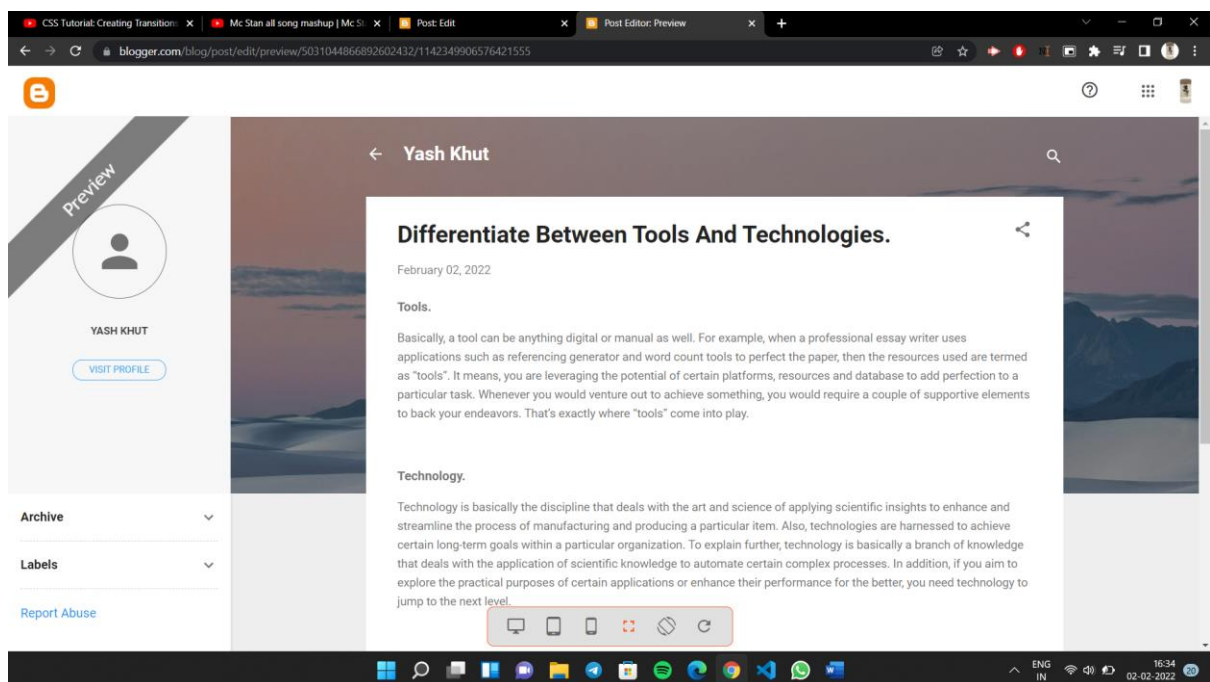 CSS Tutorial: Creating Transitions
Mc Stan all song mashup | Mc St
Post: Edit
Post Editor: Preview
blogger.com/blog/post/edit/preview/5031044866892602432/1142349906576421555
Preview
Yash Khut
Differentiate Between Tools And Technologies.
February 02, 2022
YASH KHUT
VISIT PROFILE
Tools.
Basically, a tool can be anything digital or manual as well. For example, when a professional essay writer uses
applications such as referencing generator and word count tools to perfect the paper, then the resources used are termed
as "tools". It means, you are leveraging the potential of certain platforms, resources and database to add perfection to a
particular task. Whenever you would venture out to achieve something, you would require a couple of supportive elements
to back your endeavors. That's exactly where "tools" come into play.
Technology.
Technology is basically the discipline that deals with the art and science of applying scientific insights to enhance and
streamline the process of manufacturing and producing a particular item. Also, technologies are harnessed to achieve
certain long-term goals within a particular organization. To explain further, technology is basically a branch of knowledge
that deals with the application of scientific knowledge to automate certain complex processes. In addition, if you aim to
explore the practical purposes of certain applications or enhance their performance for the better, you need technology to
jump to the next level.
Archive
Labels
Report Abuse
ENG
IN
16:34
02-02-2022
20